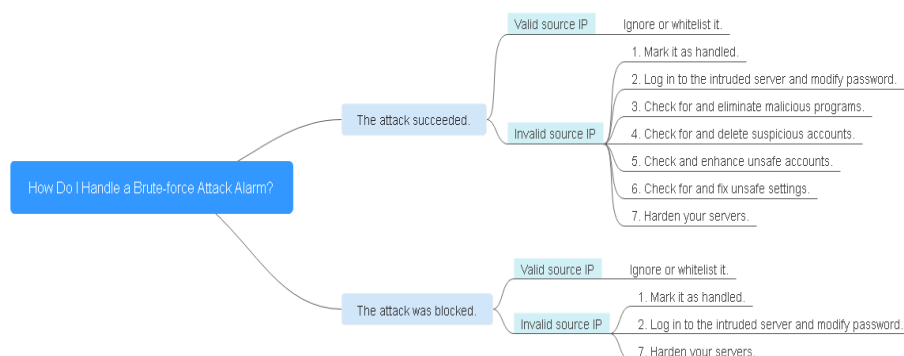 How Do I Handle a Brute-force Attack Alarm?
The attack succeeded.
Valid source IP
Ignore or whitelist it.
Invalid source IP
1. Mark it as handled.
2. Log in to the intruded server and modify password.
3. Check for and eliminate malicious programs.
4. Check for and delete suspicious accounts.
5. Check and enhance unsafe accounts.
6. Check for and fix unsafe settings.
7. Harden your servers.
The attack was blocked.
Valid source IP
Ignore or whitelist it.
Invalid source IP
1. Mark it as handled.
2. Log in to the intruded server and modify password.
7. Harden your servers.